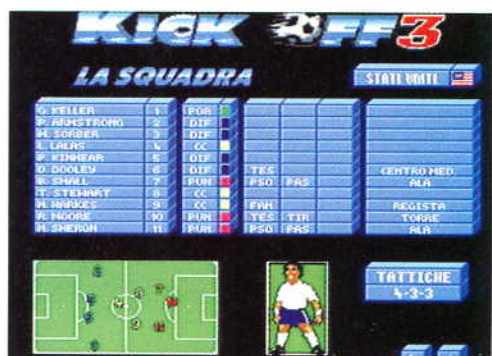 KICK OFF 3
LA SQUADRA
STATI UNITI
O. KELLER 1 POR
P. ARMSTRONG 2 DIF
M. SORBER 3 DIF
L. LALAS 4 CC
P. KINNEAR 5 DIF
D. DOOLEY 6 DIF TES CENTRO MED.
R. SMALL 7 PUN PSO PAS ALA
T. STEWART 8 CC
M. HARKES 9 CC FAN REGISTA
A. MOORE 10 PUN TES TIR TORRE
M. SHERON 11 PUN PSO PAS ALA
TATTICHE
4-3-3